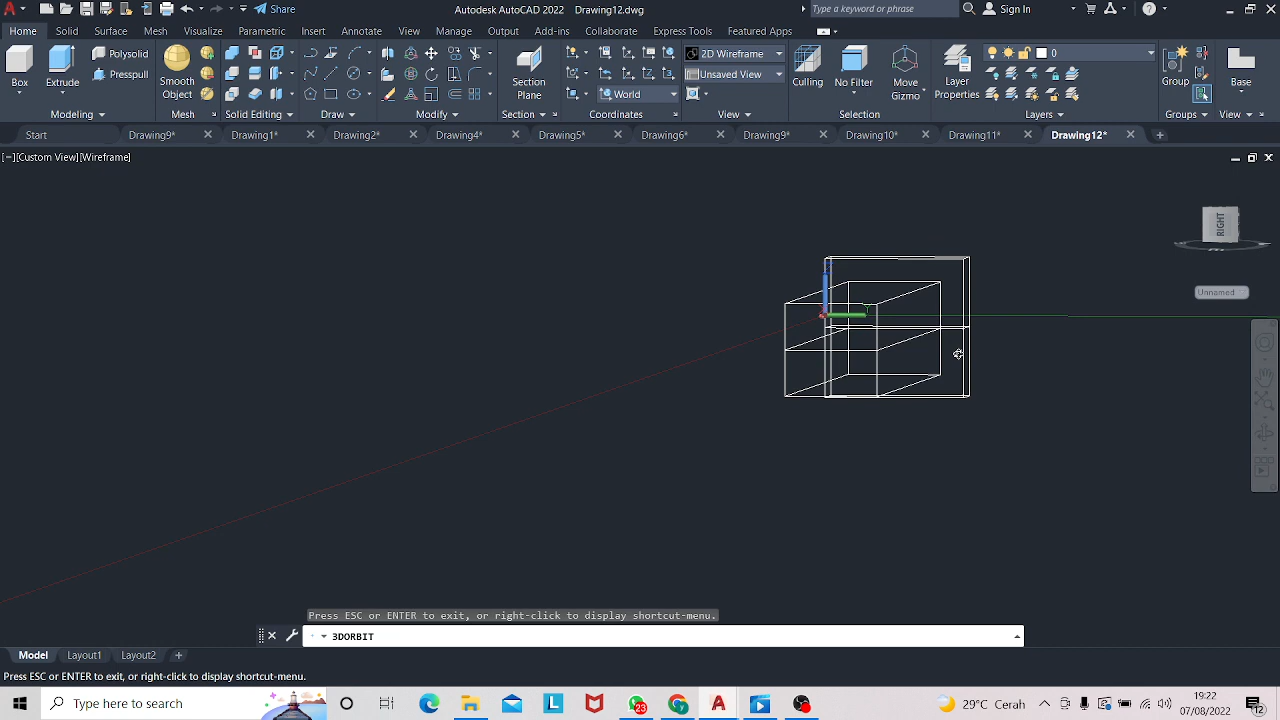 Share
Autodesk AutoCAD 2022 Drawing12.dwg
Type a keyword or phrase
Sign In
Home Solid Surface Mesh Visualize Parametric Insert Annotate View Manage Output Add-ins Collaborate Express Tools Featured Apps
Box
Extrude
Polysolid
Presspull
Smooth
Object
Section
Plane
World
2D Wireframe
Unsaved View
Culling
No Filter
Move
Gizmo
Layer
Properties
0
Group
Base
Modeling Mesh Solid Editing Draw Modify Section Coordinates View Selection Layers Groups View
Start Drawing9* Drawing1* Drawing2* Drawing4* Drawing5* Drawing6* Drawing9* Drawing10* Drawing11* Drawing12*
[−][Custom View][Wireframe]
RIGHT
Unnamed
Press ESC or ENTER to exit, or right-click to display shortcut-menu.
3DORBIT
Model Layout1 Layout2
Press ESC or ENTER to exit, or right-click to display shortcut-menu.
Type here to search
23
29° Cerah
19:22
07/08/2022
12